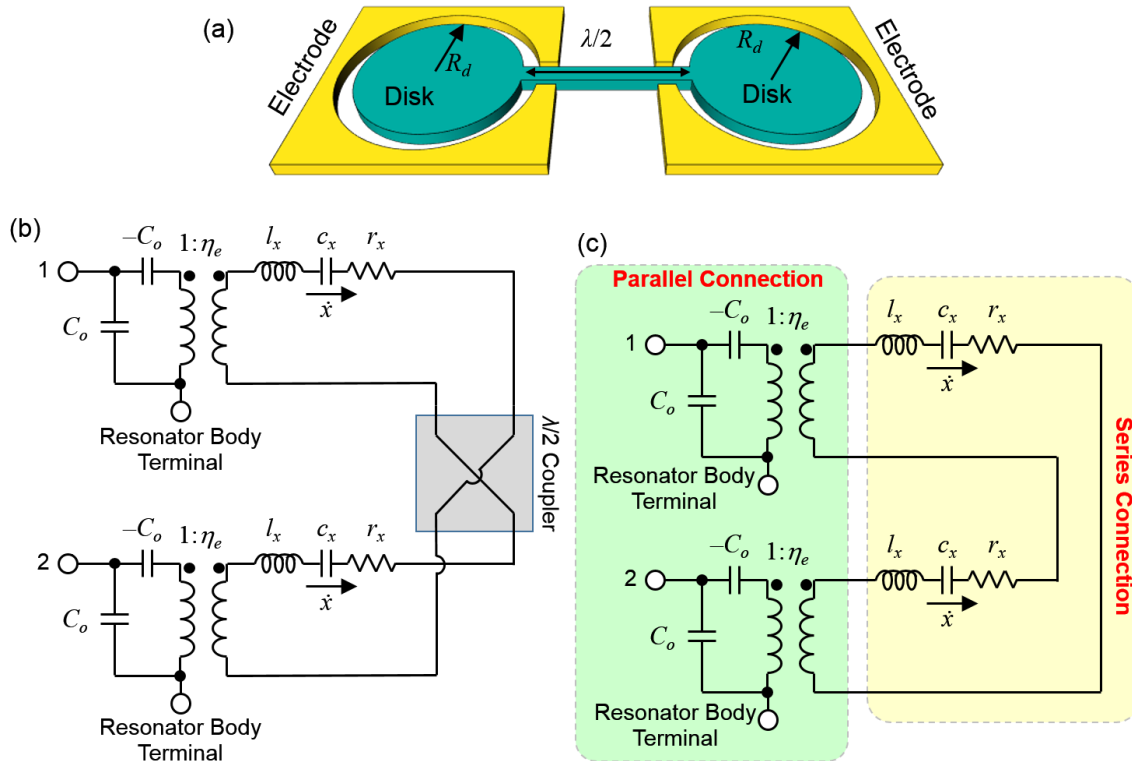 (a)
Electrode
R_d
Disk
λ/2
R_d
Disk
Electrode
(b)
1
−C_o
1:η_e
l_x
c_x
r_x
ẋ
C_o
Resonator Body
Terminal
λ/2 Coupler
2
−C_o
1:η_e
l_x
c_x
r_x
ẋ
C_o
Resonator Body
Terminal
(c)
Parallel Connection
1
−C_o
1:η_e
l_x
c_x
r_x
ẋ
C_o
Resonator Body
Terminal
2
−C_o
1:η_e
l_x
c_x
r_x
ẋ
C_o
Resonator Body
Terminal
Series Connection